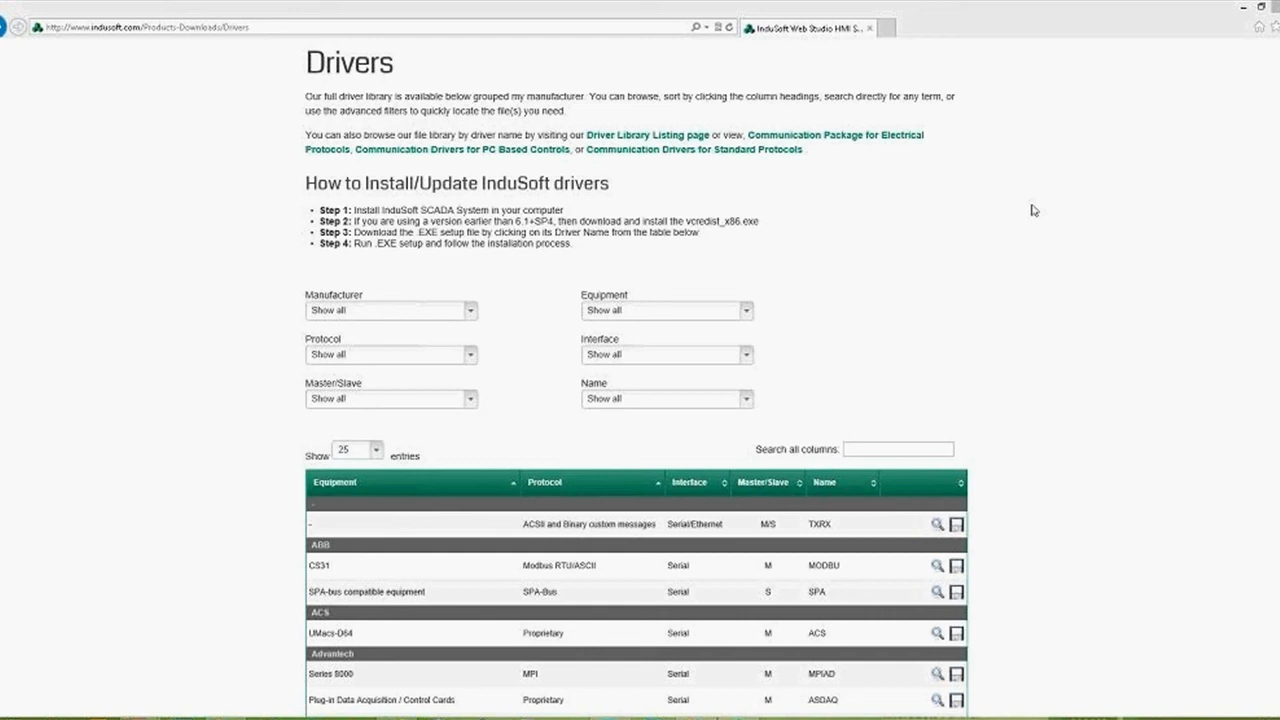 http://www.indusoft.com/Products-Downloads/Drivers
InduSoft Web Studio HMI S...
Drivers
Our full driver library is available below grouped my manufacturer. You can browse, sort by clicking the column headings, search directly for any term, or
use the advanced filters to quickly locate the file(s) you need.
You can also browse our file library by driver name by visiting our Driver Library Listing page or view, Communication Package for Electrical
Protocols, Communication Drivers for PC Based Controls, or Communication Drivers for Standard Protocols .
How to Install/Update InduSoft drivers
• Step 1: Install InduSoft SCADA System in your computer
• Step 2: If you are using a version earlier than 6.1+SP4, then download and install the vcredist_x86.exe
• Step 3: Download the .EXE setup file by clicking on its Driver Name from the table below
• Step 4: Run .EXE setup and follow the installation process.
Manufacturer Equipment
Show all Show all
Protocol Interface
Show all Show all
Master/Slave Name
Show all Show all
Show 25 entries Search all columns:
Equipment Protocol Interface Master/Slave Name
-
- ACSII and Binary custom messages Serial/Ethernet M/S TXRX
ABB
CS31 Modbus RTU/ASCII Serial M MODBU
SPA-bus compatible equipment SPA-Bus Serial S SPA
ACS
UMacs-D64 Proprietary Serial M ACS
Advantech
Series 8000 MPI Serial M MPIAD
Plug-in Data Acquisition / Control Cards Proprietary Serial M ASDAQ